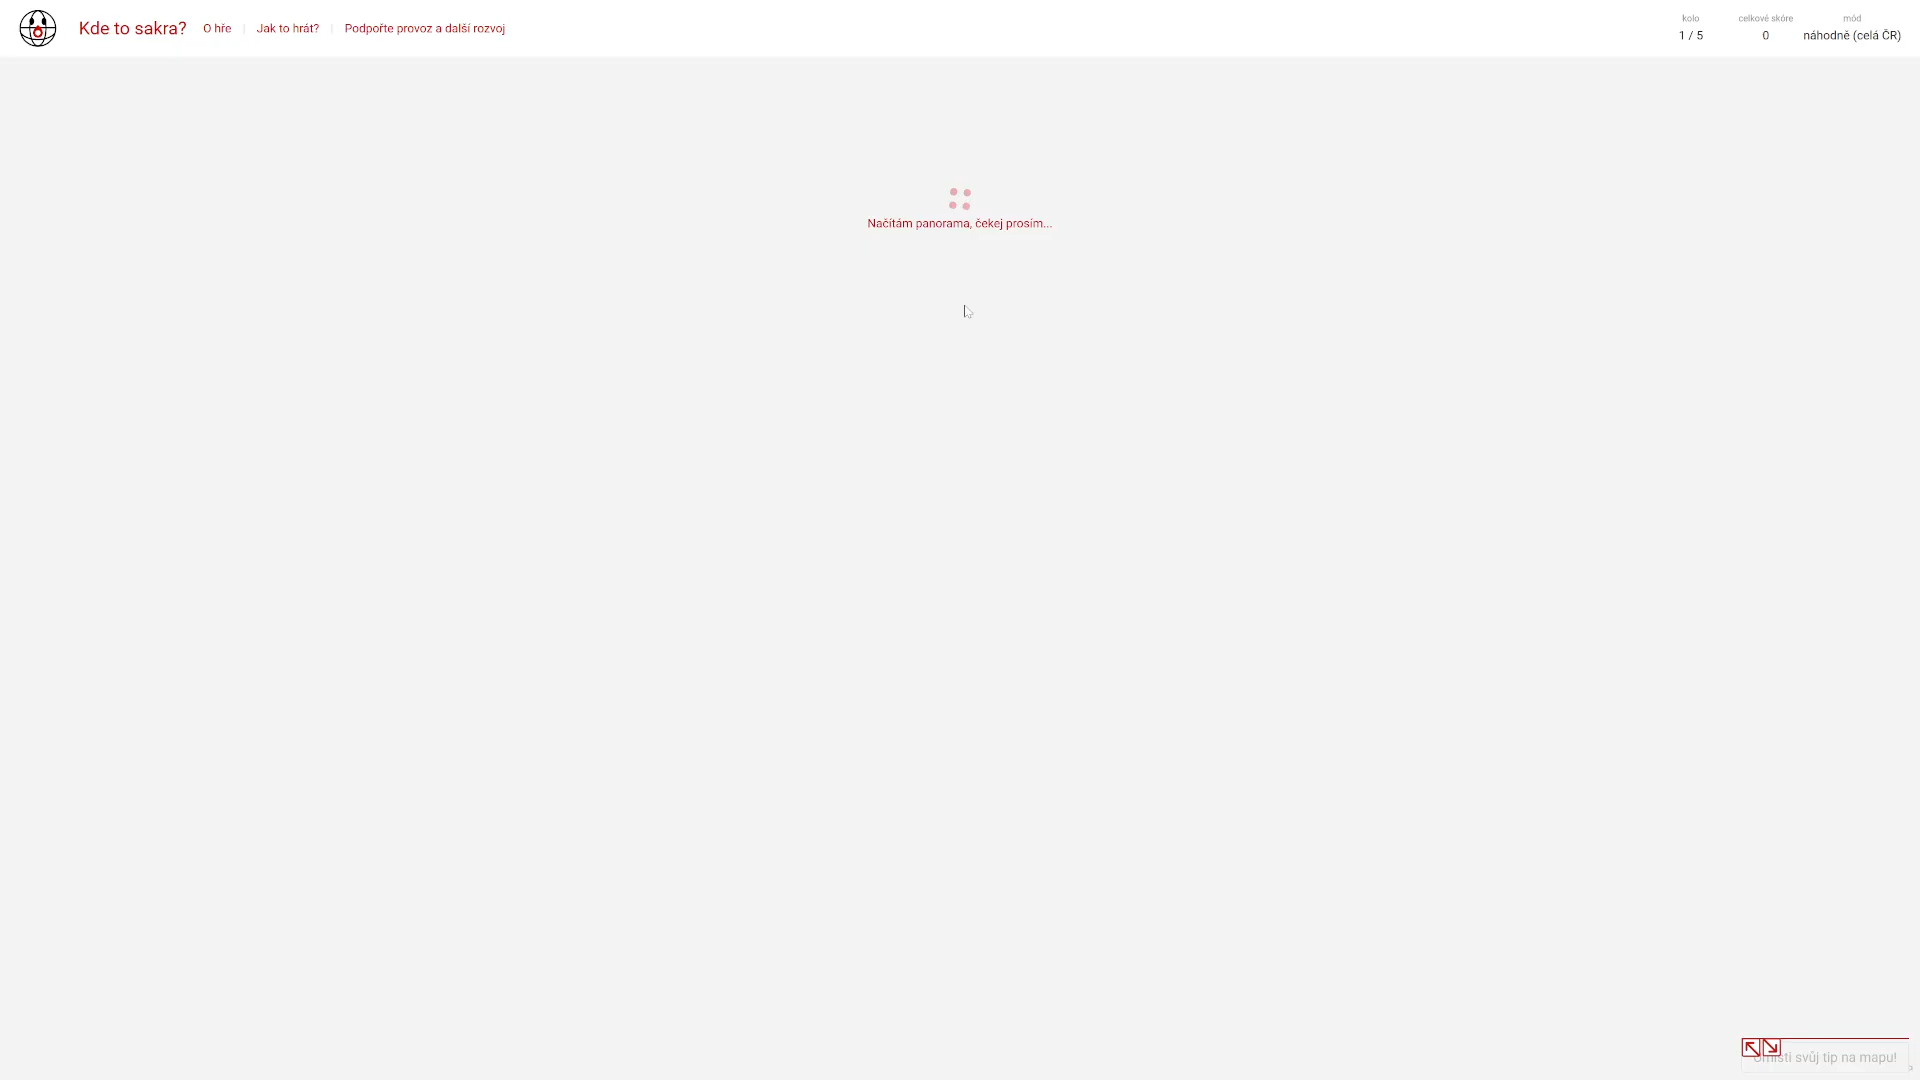 Kde to sakra?
O hře
Jak to hrát?
Podpořte provoz a další rozvoj
kolo
1 / 5
celkové skóre
0
mód
náhodně (celá ČR)
Načítám panorama, čekej prosím...
Umísti svůj tip na mapu!